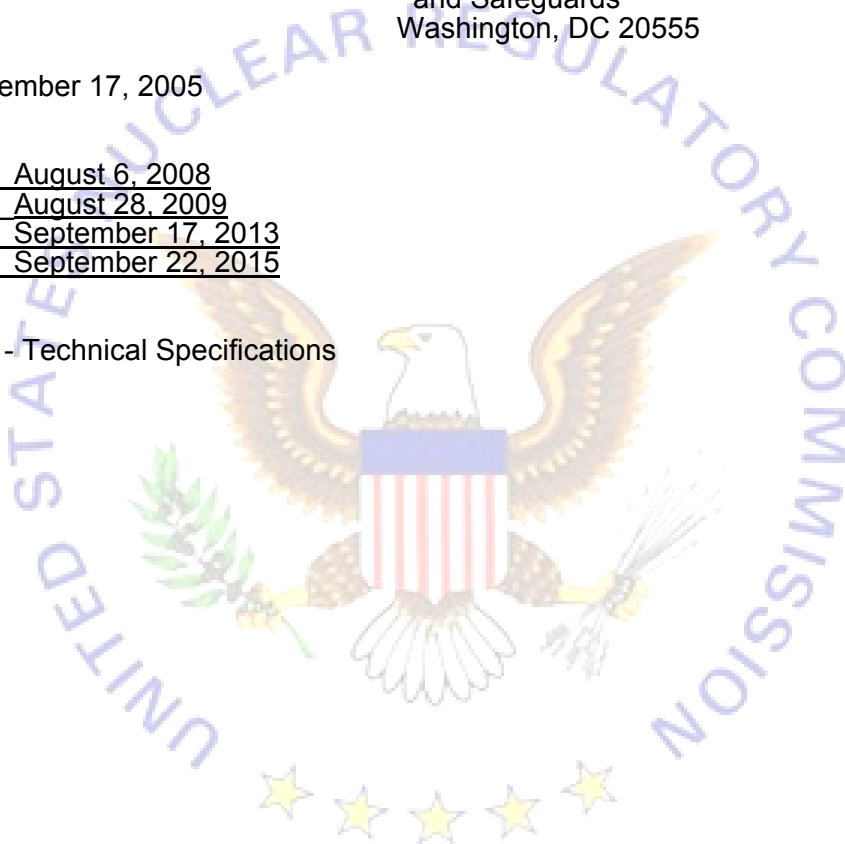 and Safeguards
Washington, DC 20555
ember 17, 2005
August 6, 2008
August 28, 2009
September 17, 2013
September 22, 2015
- Technical Specifications
UNITED STATES NUCLEAR REGULATORY COMMISSION